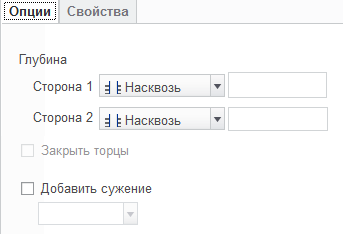 Опции Свойства
Глубина
Сторона 1 Насквозь
Сторона 2 Насквозь
Закрыть торцы
Добавить сужение